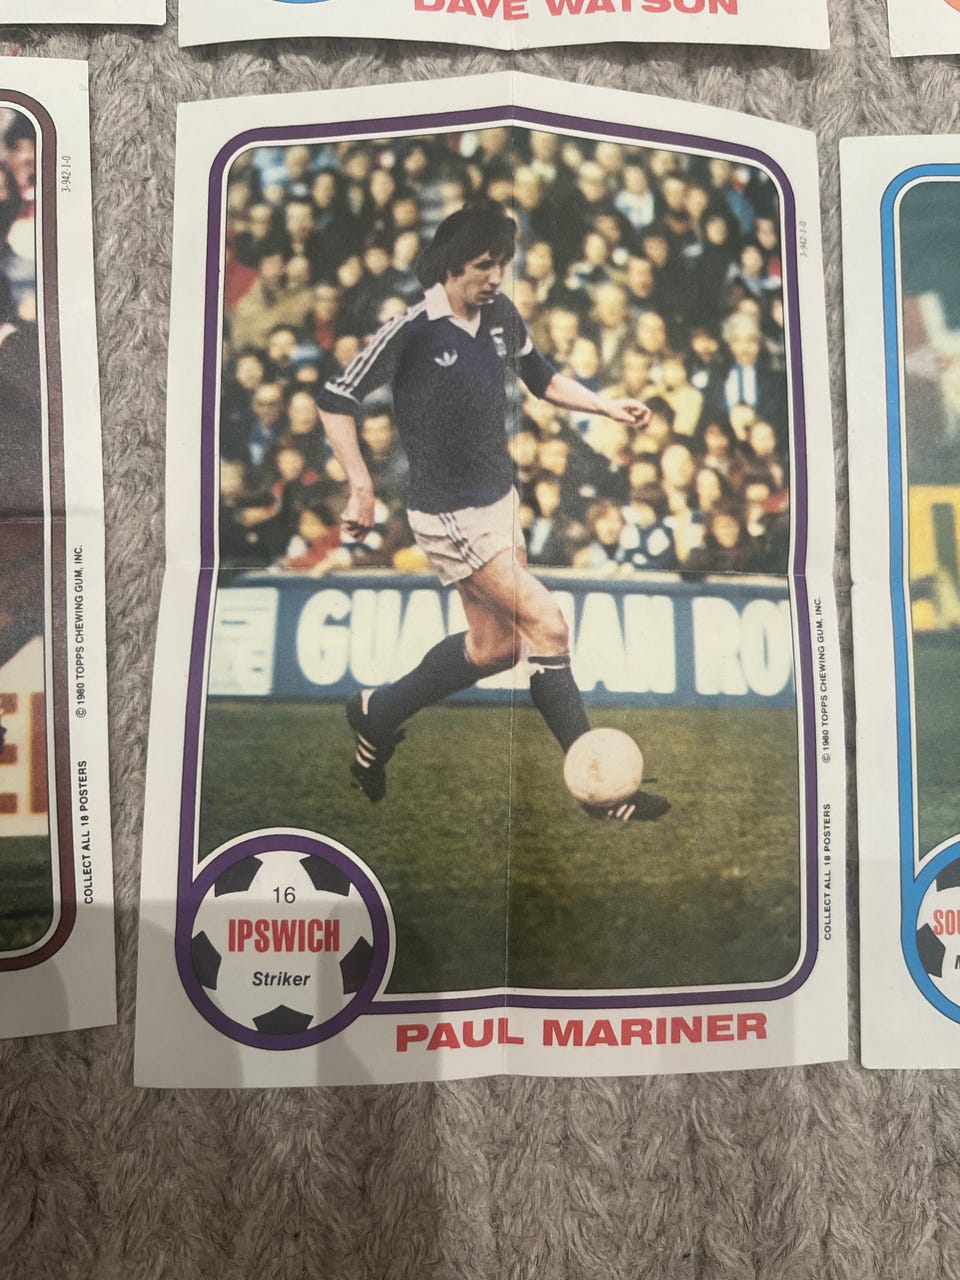 DAVE WATSON
3-942-1-0
© 1980 TOPPS CHEWING GUM, INC.
COLLECT ALL 18 POSTERS
3-942-1-0
GUARDIAN RO
© 1980 TOPPS CHEWING GUM, INC.
COLLECT ALL 18 POSTERS
16
IPSWICH
Striker
PAUL MARINER
SOU